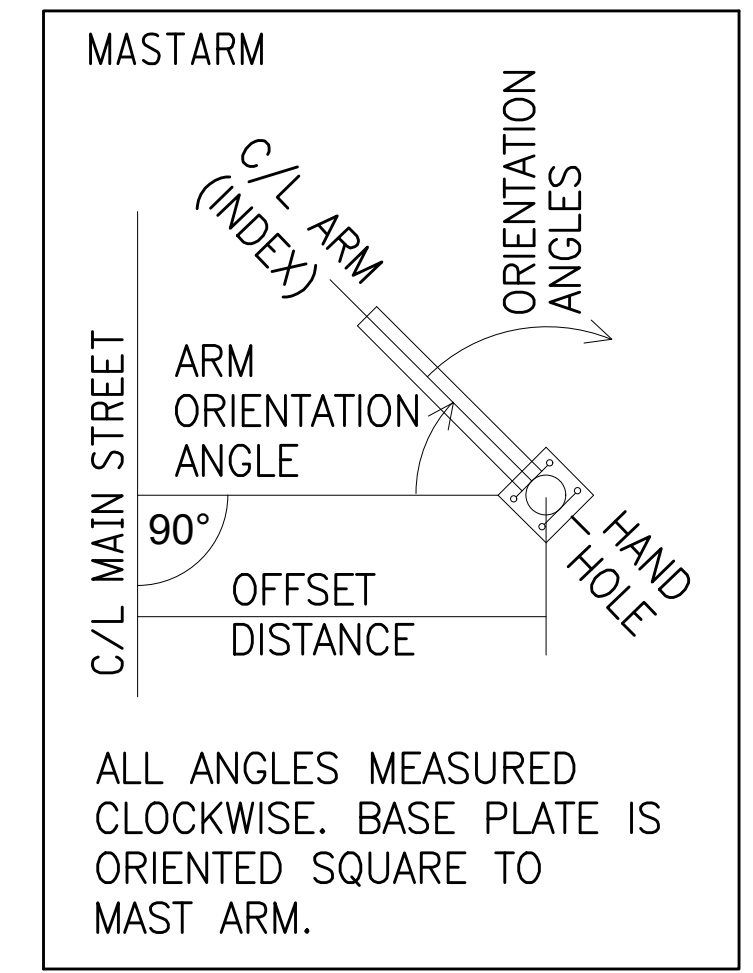 MASTARM
C/L ARM
(INDEX)
ORIENTATION
ANGLES
ARM
ORIENTATION
ANGLE
C/L MAIN STREET
90°
OFFSET
DISTANCE
HAND
HOLE
ALL ANGLES MEASURED
CLOCKWISE. BASE PLATE IS
ORIENTED SQUARE TO
MAST ARM.